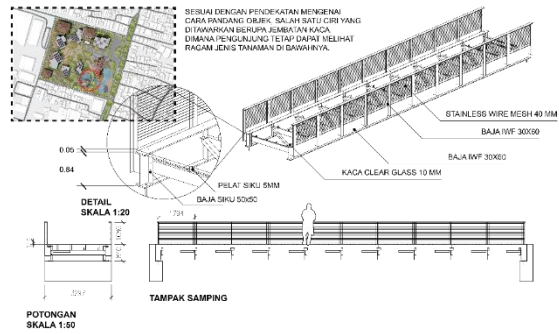 SESUAI DENGAN PENDEKATAN MENGENAI
CARA PANDANG OBJEK, SALAH SATU CIRI YANG
DITAWARKAN BERUPA JEMBATAN KACA,
DIMANA PENGUNJUNG TETAP DAPAT MELIHAT
RAGAM JENIS TANAMAN DI BAWAHNYA.
STAINLESS WIRE MESH 40 MM
BAJA IWF 30X60
BAJA IWF 30X60
KACA CLEAR GLASS 10 MM
0.05
0.84
PELAT SIKU 5MM
BAJA SIKU 50x50
DETAIL
SKALA 1:20
POTONGAN
SKALA 1:50
TAMPAK SAMPING